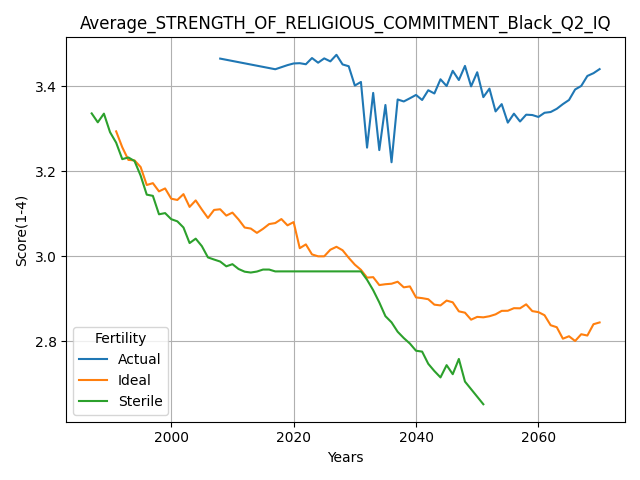 Average_STRENGTH_OF_RELIGIOUS_COMMITMENT_Black_Q2_IQ
Score(1-4)
3.4
3.2
3.0
2.8
Fertility
Actual
Ideal
Sterile
2000
2020
2040
2060
Years